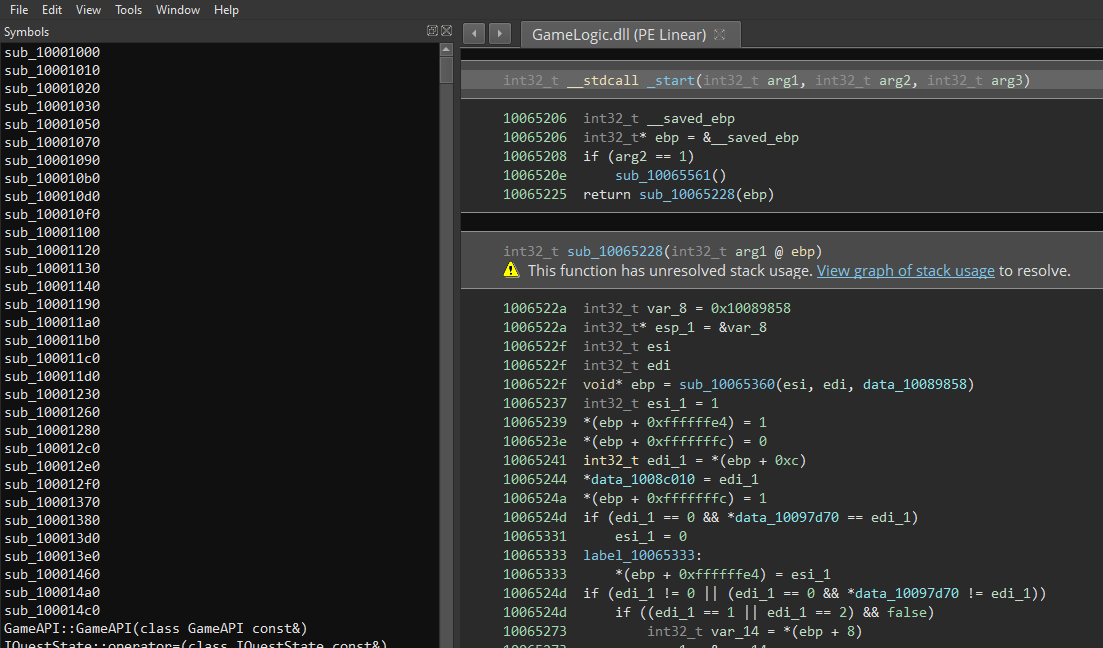 File Edit View Tools Window Help
Symbols
sub_10001000
sub_10001010
sub_10001020
sub_10001030
sub_10001050
sub_10001070
sub_10001090
sub_100010b0
sub_100010d0
sub_100010f0
sub_10001100
sub_10001120
sub_10001130
sub_10001140
sub_10001190
sub_100011a0
sub_100011b0
sub_100011c0
sub_100011d0
sub_10001230
sub_10001260
sub_10001280
sub_100012c0
sub_100012e0
sub_100012f0
sub_10001370
sub_10001380
sub_100013d0
sub_100013e0
sub_10001460
sub_100014a0
sub_100014c0
GameAPI::GameAPI(class GameAPI const&)
IQuestState::operator=(class IQuestState const&)
GameLogic.dll (PE Linear)
int32_t __stdcall _start(int32_t arg1, int32_t arg2, int32_t arg3)
10065206 int32_t __saved_ebp
10065206 int32_t* ebp = &__saved_ebp
10065208 if (arg2 == 1)
1006520e sub_10065561()
10065225 return sub_10065228(ebp)
int32_t sub_10065228(int32_t arg1 @ ebp)
This function has unresolved stack usage. View graph of stack usage to resolve.
1006522a int32_t var_8 = 0x10089858
1006522a int32_t* esp_1 = &var_8
1006522f int32_t esi
1006522f int32_t edi
1006522f void* ebp = sub_10065360(esi, edi, data_10089858)
10065237 int32_t esi_1 = 1
10065239 *(ebp + 0xffffffe4) = 1
1006523e *(ebp + 0xfffffffc) = 0
10065241 int32_t edi_1 = *(ebp + 0xc)
10065244 *data_1008c010 = edi_1
1006524a *(ebp + 0xfffffffc) = 1
1006524d if (edi_1 == 0 && *data_10097d70 == edi_1)
10065331 esi_1 = 0
10065333 label_10065333:
10065333 *(ebp + 0xffffffe4) = esi_1
1006524d if (edi_1 != 0 || (edi_1 == 0 && *data_10097d70 != edi_1))
1006524d if ((edi_1 == 1 || edi_1 == 2) && false)
10065273 int32_t var_14 = *(ebp + 8)